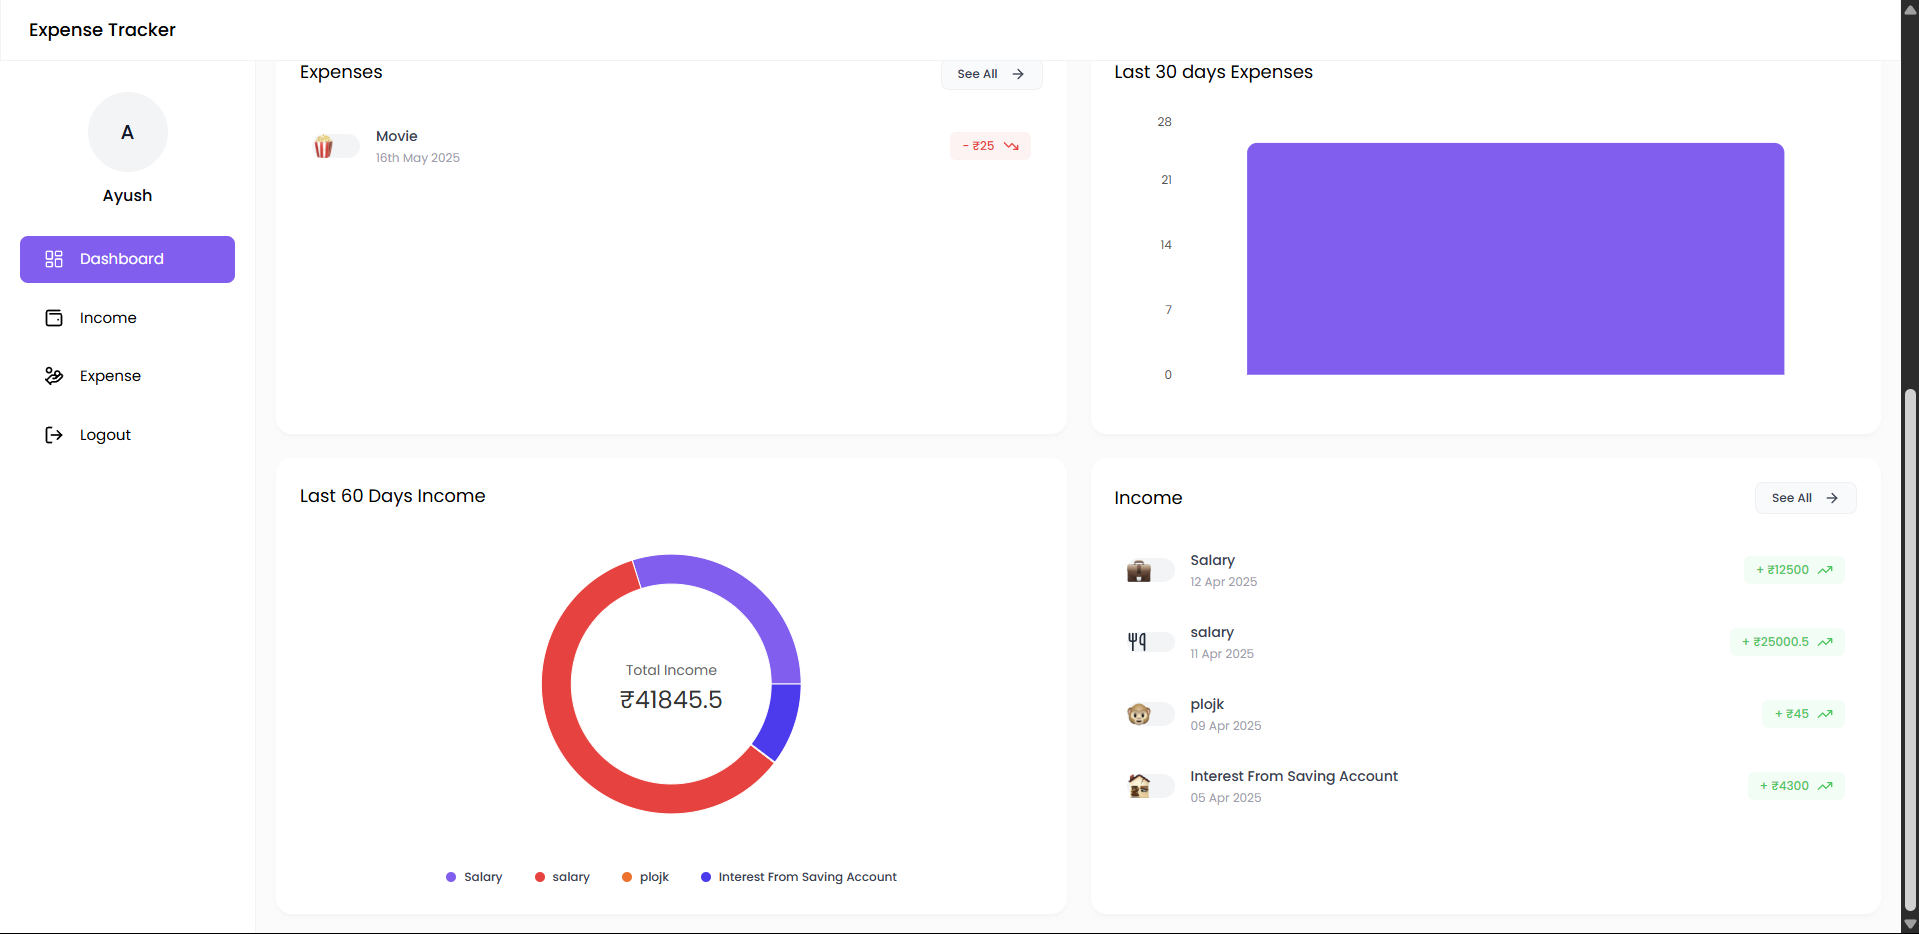 Expense Tracker
A
Ayush
Dashboard
Income
Expense
Logout
Expenses
See All
Movie
16th May 2025
- ₹25
Last 30 days Expenses
28
21
14
7
0
Last 60 Days Income
Total Income
₹41845.5
Salary
salary
plojk
Interest From Saving Account
Income
See All
Salary
12 Apr 2025
+ ₹12500
salary
11 Apr 2025
+ ₹25000.5
plojk
09 Apr 2025
+ ₹45
Interest From Saving Account
05 Apr 2025
+ ₹4300